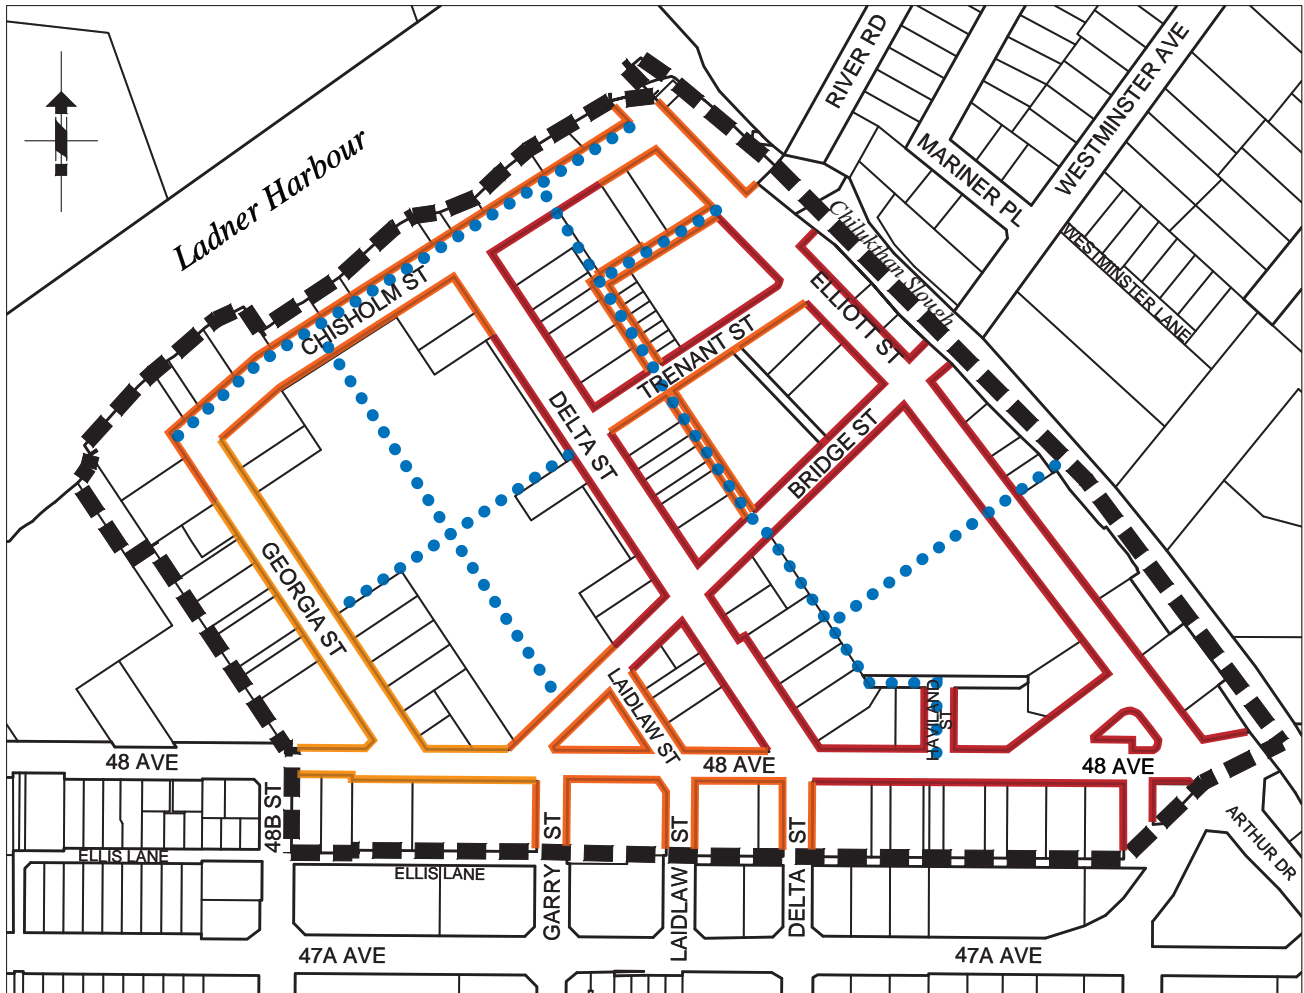 RIVER RD
WESTMINSTER AVE
MARINER PL
Ladner Harbour
Chilukthan Slough
WESTMINSTER LANE
CHISHOLM ST
ELLIOTT ST
TRENANT ST
DELTA ST
BRIDGE ST
GEORGIA ST
LAIDLAW ST
HAVILAND
ST
48 AVE
48 AVE
48 AVE
48B ST
GARRY ST
LAIDLAW ST
DELTA ST
ARTHUR DR
ELLIS LANE
ELLIS LANE
47A AVE
47A AVE